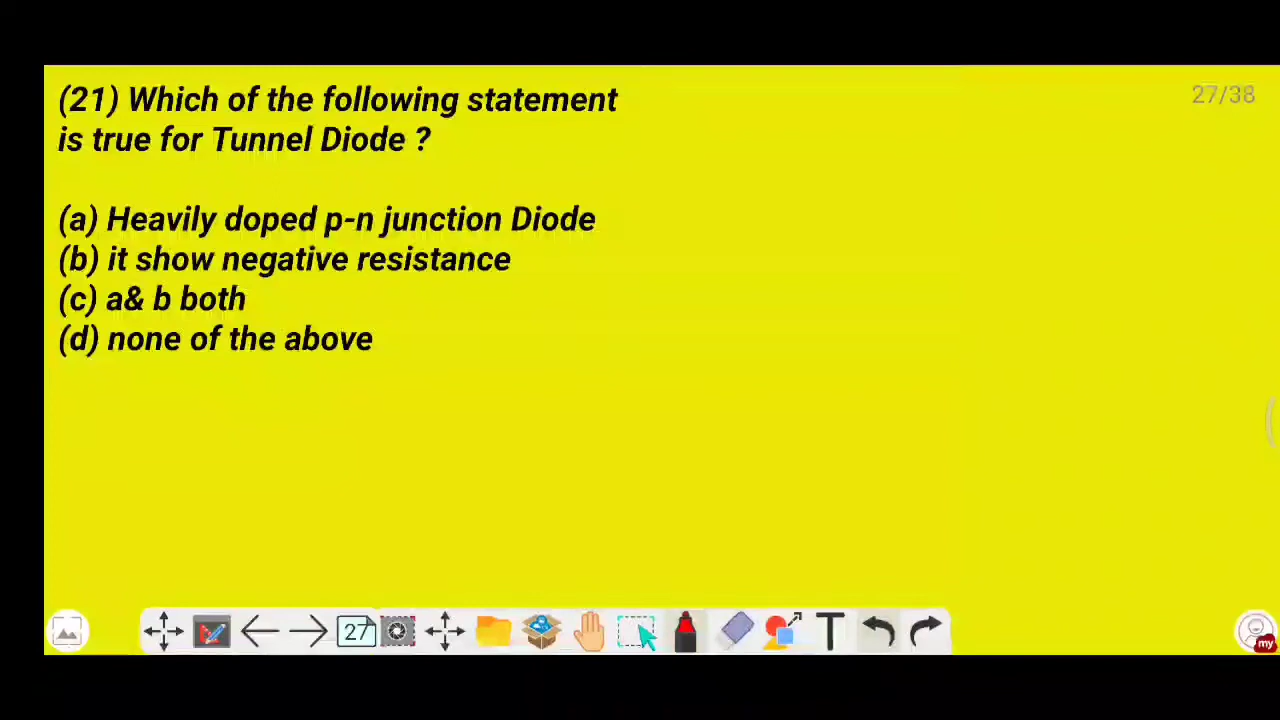 (21) Which of the following statement
27/38
is true for Tunnel Diode ?
(a) Heavily doped p-n junction Diode
(b) it show negative resistance
(c) a& b both
(d) none of the above
27
T
my